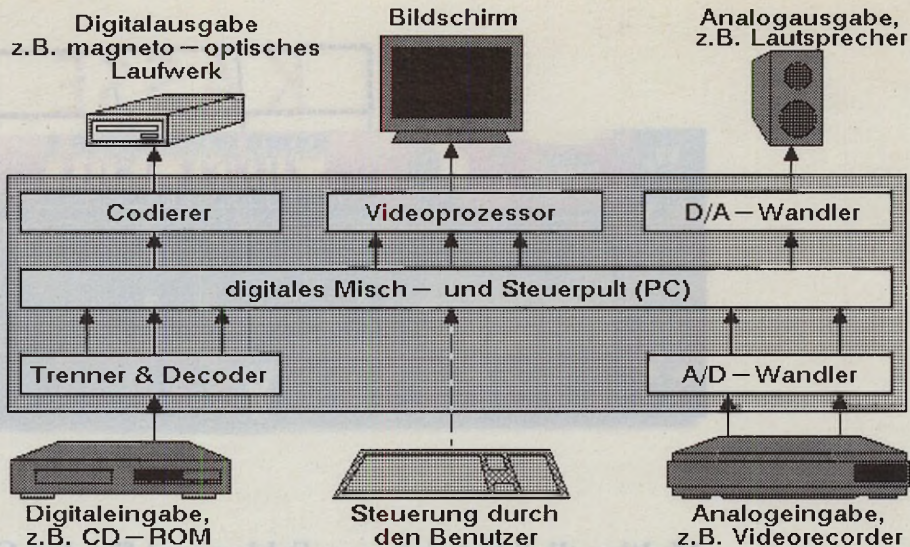 Digitalausgabe
z.B. magneto – optisches
Laufwerk
Bildschirm
Analogausgabe,
z.B. Lautsprecher
Codierer
Videoprozessor
D/A – Wandler
digitales Misch – und Steuerpult (PC)
Trenner & Decoder
A/D – Wandler
Digitaleingabe,
z.B. CD – ROM
Steuerung durch
den Benutzer
Analogeingabe,
z.B. Videorecorder